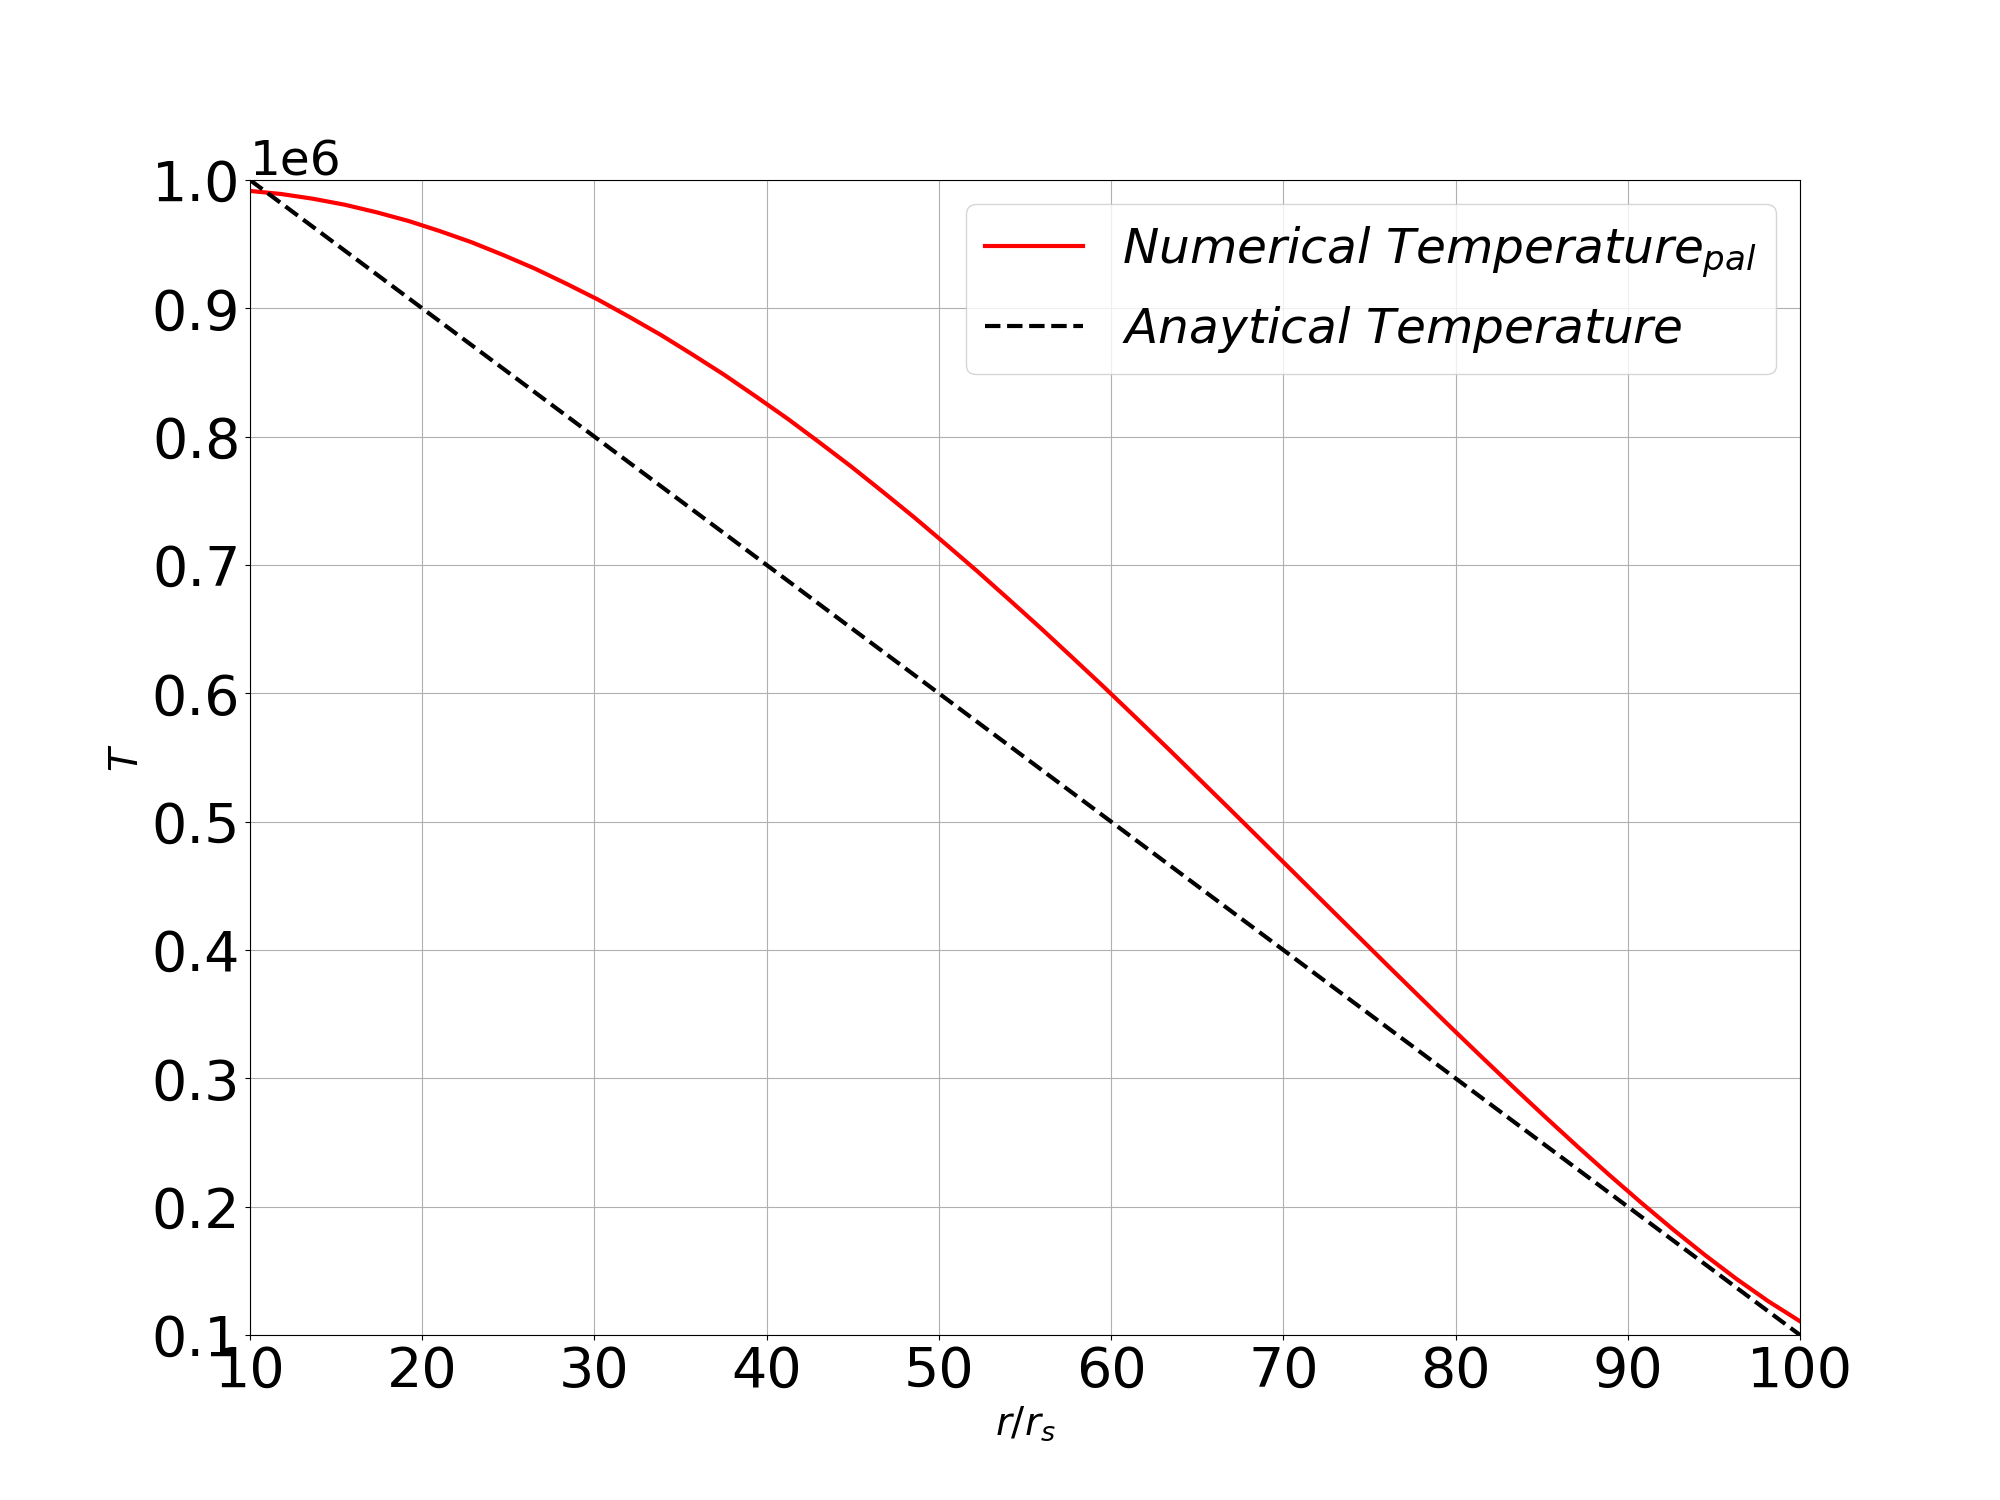 1e6
1.0
0.9
0.8
0.7
0.6
0.5
0.4
0.3
0.2
0.1
T
Numerical Temperature_pal
Anaytical Temperature
10 20 30 40 50 60 70 80 90 100
r/r_s